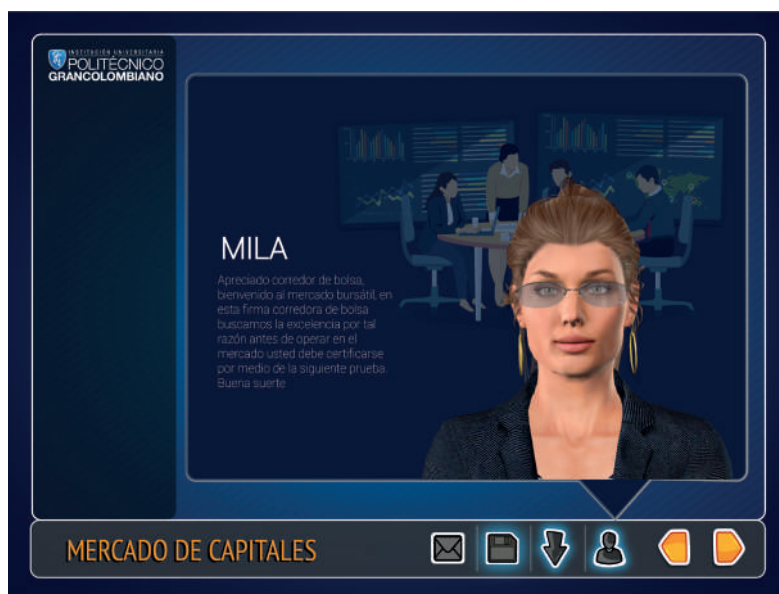 INSTITUCIÓN UNIVERSITARIA
POLITÉCNICO
GRANCOLOMBIANO
MILA
Apreciado corredor de bolsa,
bienvenido al mercado bursátil, en
esta firma corredora de bolsa
buscamos la excelencia por tal
razón antes de operar en el
mercado usted debe certificarse
por medio de la siguiente prueba.
Buena suerte
MERCADO DE CAPITALES